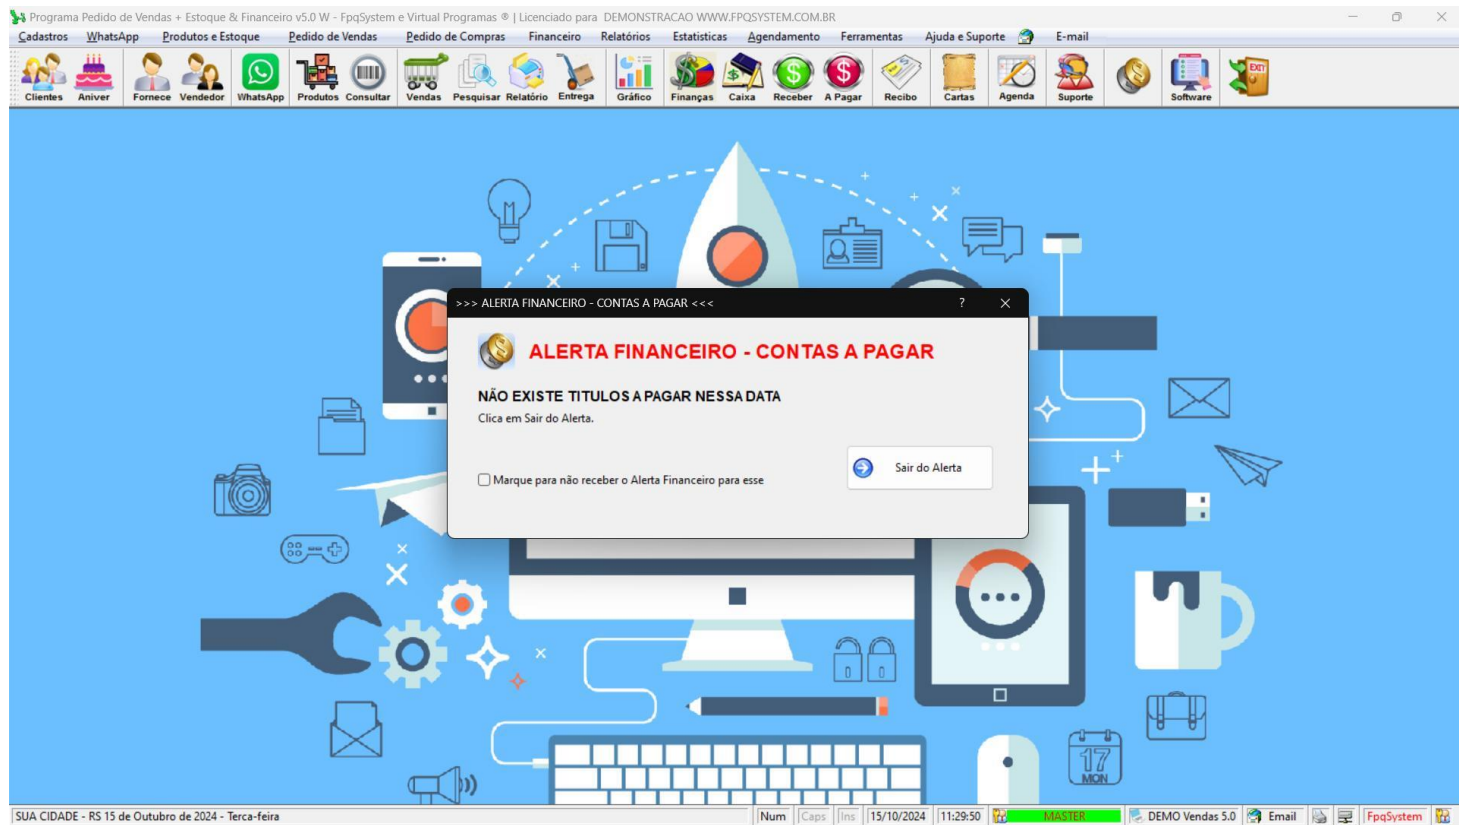 Programa Pedido de Vendas + Estoque & Financeiro v5.0 W - FpqSystem e Virtual Programas ® | Licenciado para DEMONSTRACAO WWW.FPQSYSTEM.COM.BR
Cadastros WhatsApp Produtos e Estoque Pedido de Vendas Pedido de Compras Financeiro Relatórios Estatisticas Agendamento Ferramentas Ajuda e Suporte E-mail
EXIT
Clientes Aniver Fornece Vendedor WhatsApp Produtos Consultar Vendas Pesquisar Relatório Entrega Gráfico Finanças Caixa Receber A Pagar Recibo Cartas Agenda Suporte Software
>>> ALERTA FINANCEIRO - CONTAS A PAGAR <<< ?
ALERTA FINANCEIRO - CONTAS A PAGAR
NÃO EXISTE TITULOS A PAGAR NESSA DATA
Clica em Sair do Alerta.
Sair do Alerta
Marque para não receber o Alerta Financeiro para esse
17
MON
SUA CIDADE - RS 15 de Outubro de 2024 - Terca-feira Num Caps Ins 15/10/2024 11:29:50 MASTER DEMO Vendas 5.0 Email FpqSystem